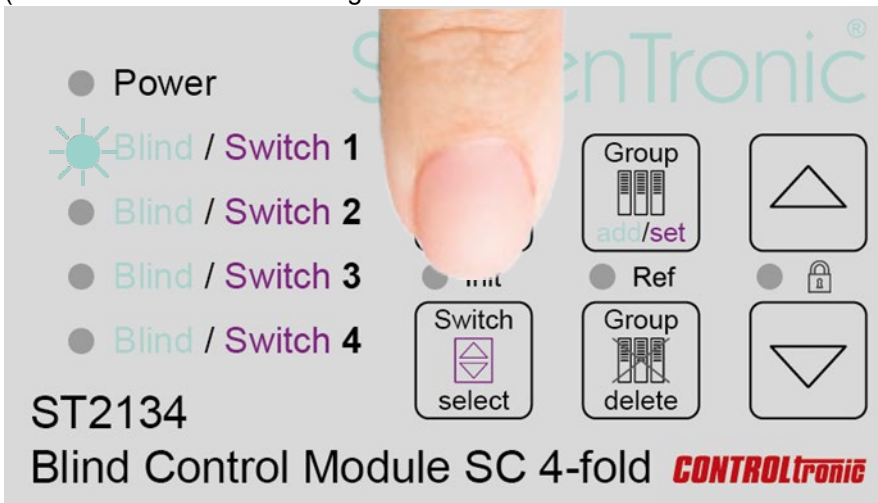 Power
Blind / Switch 1
Blind / Switch 2
Blind / Switch 3
Blind / Switch 4
Group
add/set
Init
Ref
Switch
select
Group
delete
ST2134
Blind Control Module SC 4-fold CONTROLtronic